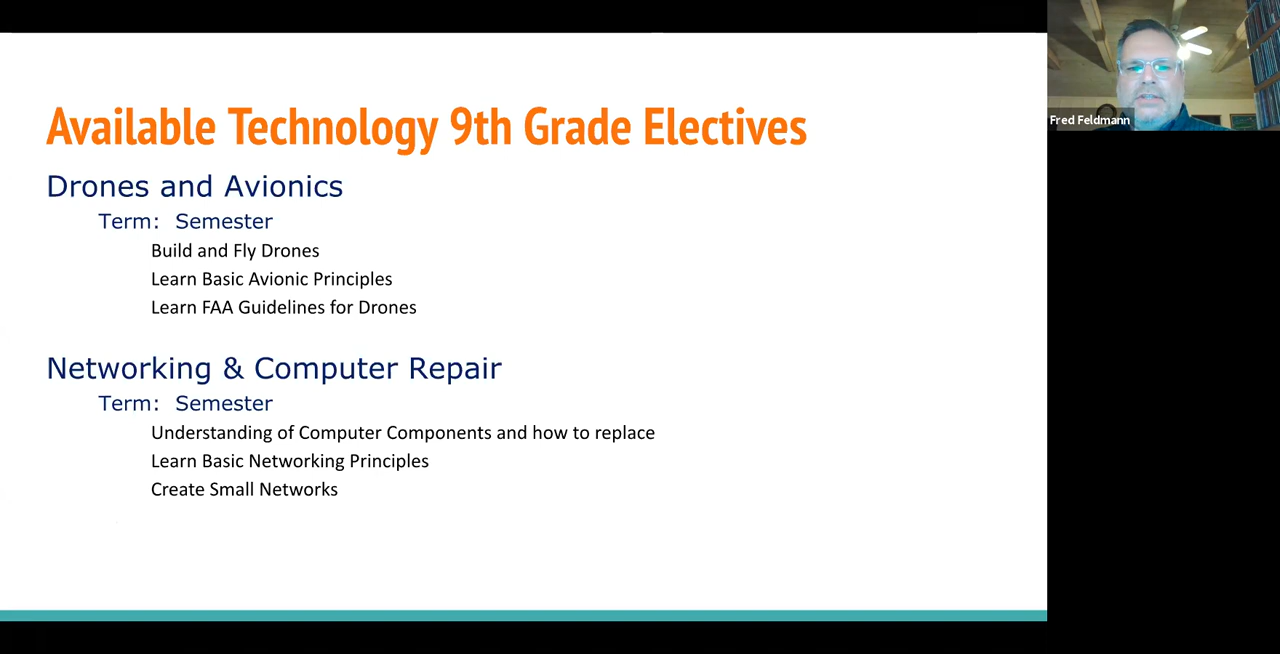 Available Technology 9th Grade Electives
Drones and Avionics
Term: Semester
Build and Fly Drones
Learn Basic Avionic Principles
Learn FAA Guidelines for Drones
Networking & Computer Repair
Term: Semester
Understanding of Computer Components and how to replace
Learn Basic Networking Principles
Create Small Networks
Fred Feldmann